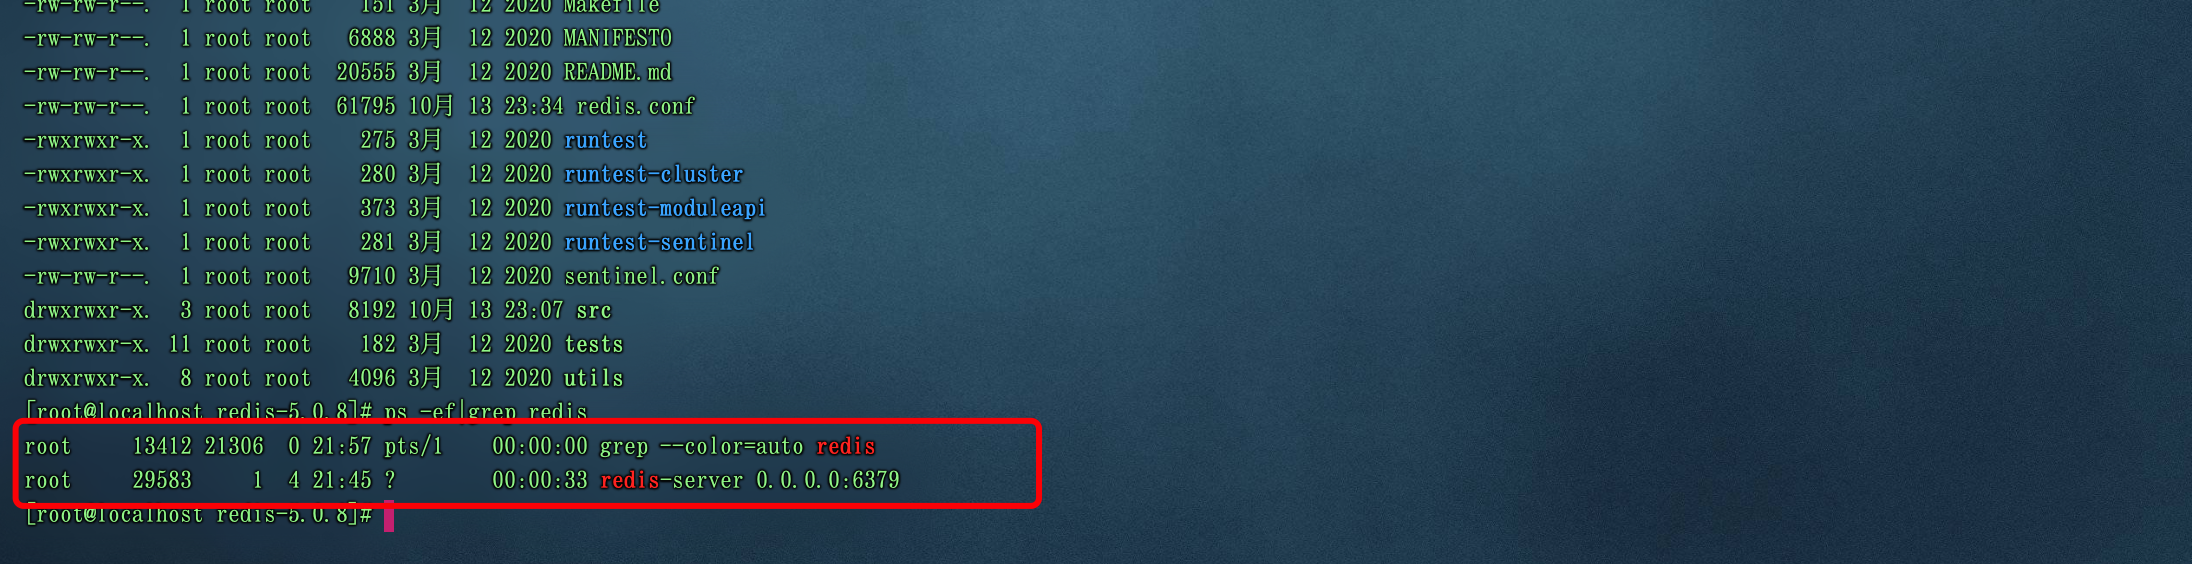 -rw-rw-r--.  1 root root    151 3月  12 2020 Makefile
-rw-rw-r--.  1 root root   6888 3月  12 2020 MANIFESTO
-rw-rw-r--.  1 root root  20555 3月  12 2020 README.md
-rw-rw-r--.  1 root root  61795 10月 13 23:34 redis.conf
-rwxrwxr-x.  1 root root    275 3月  12 2020 runtest
-rwxrwxr-x.  1 root root    280 3月  12 2020 runtest-cluster
-rwxrwxr-x.  1 root root    373 3月  12 2020 runtest-moduleapi
-rwxrwxr-x.  1 root root    281 3月  12 2020 runtest-sentinel
-rw-rw-r--.  1 root root   9710 3月  12 2020 sentinel.conf
drwxrwxr-x.  3 root root   8192 10月 13 23:07 src
drwxrwxr-x. 11 root root    182 3月  12 2020 tests
drwxrwxr-x.  8 root root   4096 3月  12 2020 utils
[root@localhost redis-5.0.8]# ps -ef|grep redis
root     13412 21306  0 21:57 pts/1    00:00:00 grep --color=auto redis
root     29583     1  4 21:45 ?        00:00:33 redis-server 0.0.0.0:6379
[root@localhost redis-5.0.8]#